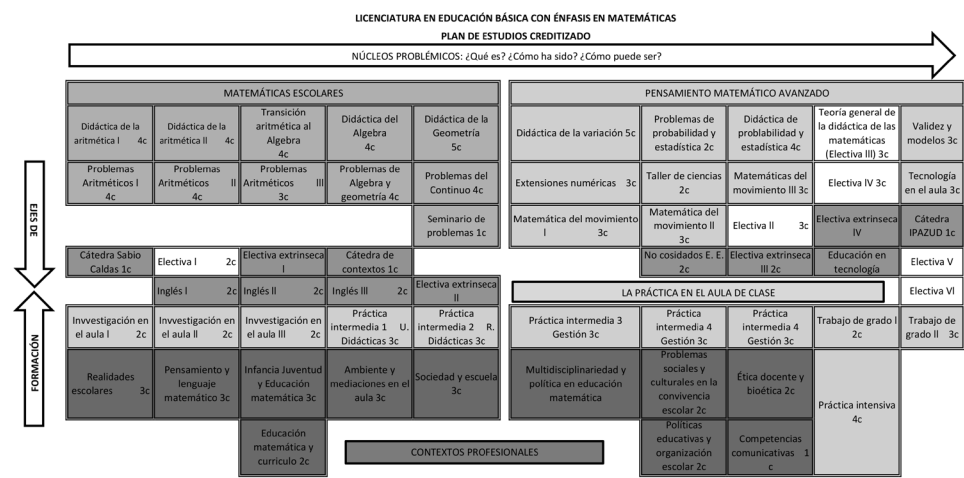 LICENCIATURA EN EDUCACIÓN BÁSICA CON ÉNFASIS EN MATEMÁTICAS
PLAN DE ESTUDIOS CREDITIZADO
NÚCLEOS PROBLÉMICOS: ¿Qué es? ¿Cómo ha sido? ¿Cómo puede ser?
MATEMÁTICAS ESCOLARES
PENSAMIENTO MATEMÁTICO AVANZADO
EJES DE
FORMACIÓN
Didáctica de la
aritmética I 4c
Didáctica de la
aritmética II 4c
Transición
aritmética al
Algebra
4c
Didáctica del
Algebra
4c
Didáctica de la
Geometría
5c
Didáctica de la variación 5c
Problemas de
probabilidad y
estadística 2c
Didáctica de
problablidad y
estadística 4c
Teoría general de
la didáctica de las
matemáticas
(Electiva III) 3c
Validez y
modelos 3c
Problemas
Aritméticos I
4c
Problemas
Aritméticos II
4c
Problemas
Aritméticos III
3c
Problemas de
Algebra y
geometría 4c
Problemas del
Continuo 4c
Extensiones numéricas 3c
Taller de ciencias
2c
Matemáticas del
movimiento III 3c
Electiva IV 3c
Tecnología
en el aula 3c
Seminario de
problemas 1c
Matemática del movimiento
I 3c
Matemática del
movimiento II
3c
Electiva II 3c
Electiva extrinseca
IV
Cátedra
IPAZUD 1c
Cátedra Sabio
Caldas 1c
Electiva I 2c
Electiva extrinseca
I
Cátedra de
contextos 1c
No cosidados E. E.
2c
Electiva extrinseca
III 2c
Educación en
tecnología
Electiva V
Inglés I 2c
Inglés II 2c
Inglés III 2c
Electiva extrinseca
II
LA PRÁCTICA EN EL AULA DE CLASE
Electiva VI
Invvestigación en
el aula I 2c
Invvestigación en
el aula II 2c
Invvestigación en
el aula III 2c
Práctica
intermedia 1 U.
Didácticas 3c
Práctica
intermedia 2 R.
Didácticas 3c
Práctica intermedia 3
Gestión 3c
Práctica
intermedia 4
Gestión 3c
Práctica
intermedia 4
Gestión 3c
Trabajo de grado I
2c
Trabajo de
grado II 3c
Realidades
escolares 3c
Pensamiento y
lenguaje
matemático 3c
Infancia Juventud
y Educación
matemática 3c
Ambiente y
mediaciones en el
aula 3c
Sociedad y escuela
3c
Multidisciplinariedad y
política en educación
matemática
Problemas
sociales y
culturales en la
convivencia
escolar 2c
Ética docente y
bioética 2c
Práctica intensiva
4c
Educación
matemática y
curriculo 2c
CONTEXTOS PROFESIONALES
Políticas
educativas y
organización
escolar 2c
Competencias
comunicativas 1
c